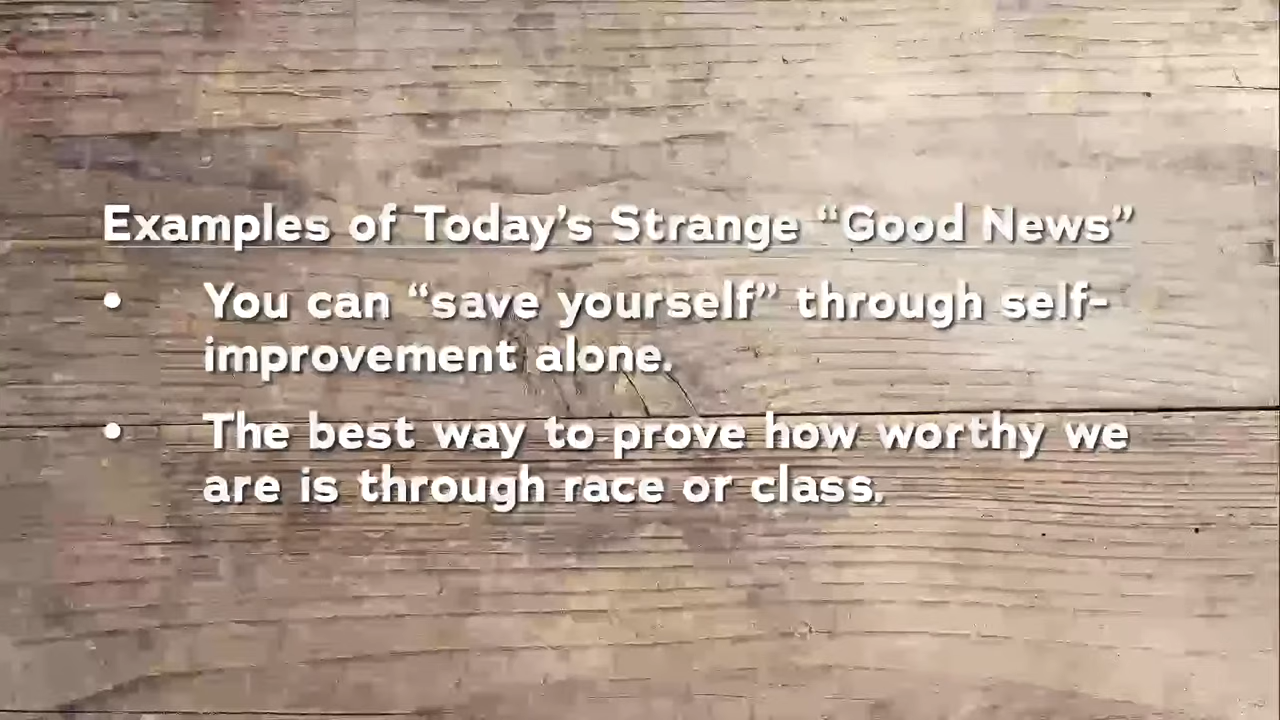 Examples of Today’s Strange “Good News”
• You can “save yourself” through self-
improvement alone.
• The best way to prove how worthy we
are is through race or class.